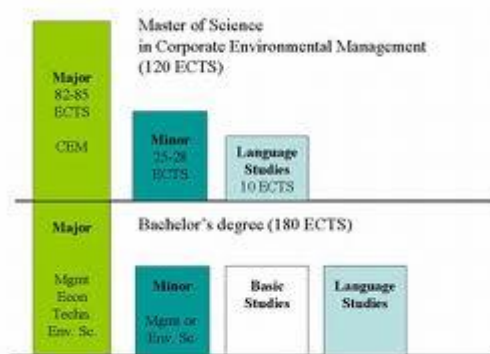 Master of Science
in Corporate Environmental Management
(120 ECTS)
Major
82-85
ECTS
CEM
Minor
25-28
ECTS
Language
Studies
10 ECTS
Bachelor's degree (180 ECTS)
Major
Mgmt
Econ
Techn
Env. Sc.
Minor
Mgmt or
Env. Sc.
Basic
Studies
Language
Studies